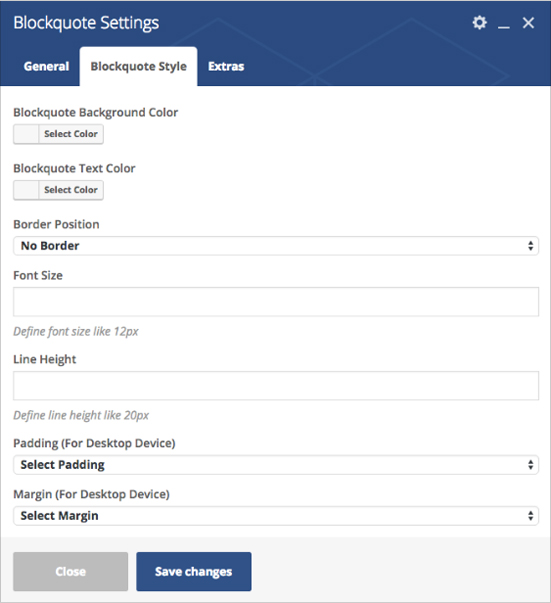 Blockquote Settings
General Blockquote Style Extras
Blockquote Background Color
Select Color
Blockquote Text Color
Select Color
Border Position
No Border
Font Size
Define font size like 12px
Line Height
Define line height like 20px
Padding (For Desktop Device)
Select Padding
Margin (For Desktop Device)
Select Margin
Close Save changes